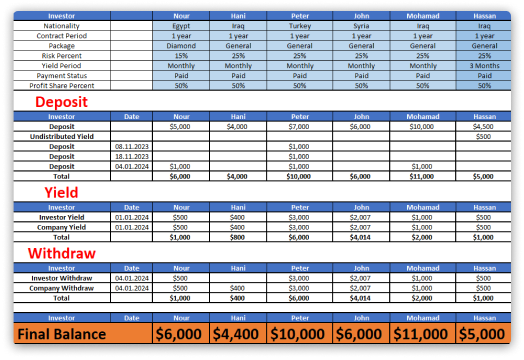 Investor Nour Hani Peter John Mohamad Hassan
Nationality Egypt Iraq Turkey Syria Iraq Iraq
Contract Period 1 year 1 year 1 year 1 year 1 year 1 year
Package Diamond General General General General General
Risk Percent 15% 25% 25% 25% 25% 25%
Yield Period Monthly Monthly Monthly Monthly Monthly 3 Months
Payment Status Paid Paid Paid Paid Paid Paid
Profit Share Percent 50% 50% 50% 50% 50% 50%
Deposit
Investor Date Nour Hani Peter John Mohamad Hassan
Deposit $5,000 $4,000 $7,000 $6,000 $10,000 $4,500
Undistributed Yield $500
Deposit 08.11.2023 $1,000
Deposit 18.11.2023 $1,000
Deposit 04.01.2024 $1,000 $1,000 $1,000
Total $6,000 $4,000 $10,000 $6,000 $11,000 $5,000
Yield
Investor Date Nour Hani Peter John Mohamad Hassan
Investor Yield 01.01.2024 $500 $400 $3,000 $2,007 $1,000 $500
Company Yield 01.01.2024 $500 $400 $3,000 $2,007 $1,000 $500
Total $1,000 $800 $6,000 $4,014 $2,000 $1,000
Withdraw
Investor Date Nour Hani Peter John Mohamad Hassan
Investor Withdraw 04.01.2024 $500 $3,000 $2,007 $1,000 $500
Company Withdraw 04.01.2024 $500 $400 $3,000 $2,007 $1,000 $500
Total $1,000 $400 $6,000 $4,014 $2,000 $1,000
Investor Date Nour Hani Peter John Mohamad Hassan
Final Balance $6,000 $4,400 $10,000 $6,000 $11,000 $5,000